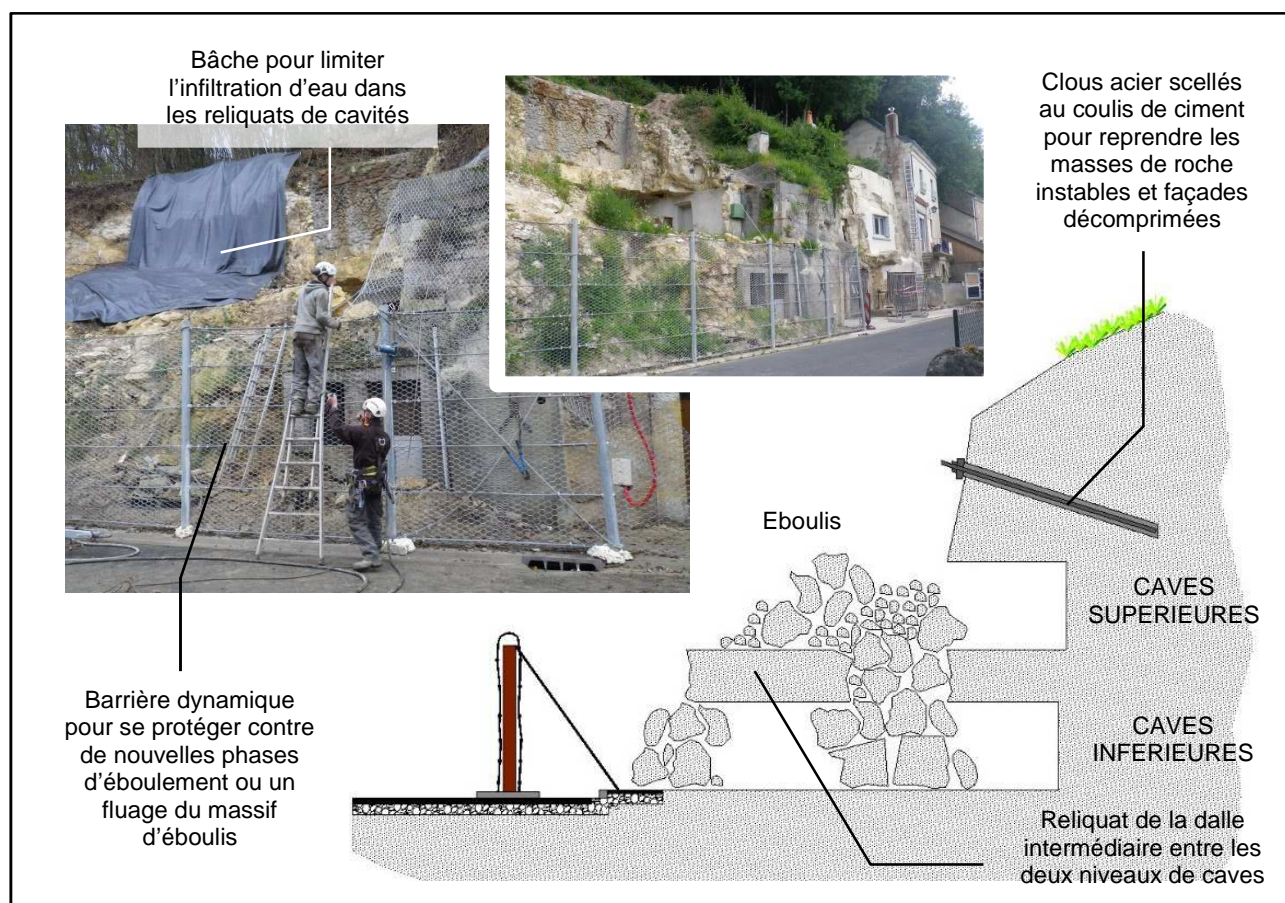 Bâche pour limiter
l'infiltration d'eau dans
les reliquats de cavités
Clous acier scellés
au coulis de ciment
pour reprendre les
masses de roche
instables et façades
décomprimées
Eboulis
CAVES
SUPERIEURES
Barrière dynamique
pour se protéger contre
de nouvelles phases
d'éboulement ou un
fluage du massif
d'éboulis
CAVES
INFERIEURES
Reliquat de la dalle
intermédiaire entre les
deux niveaux de caves